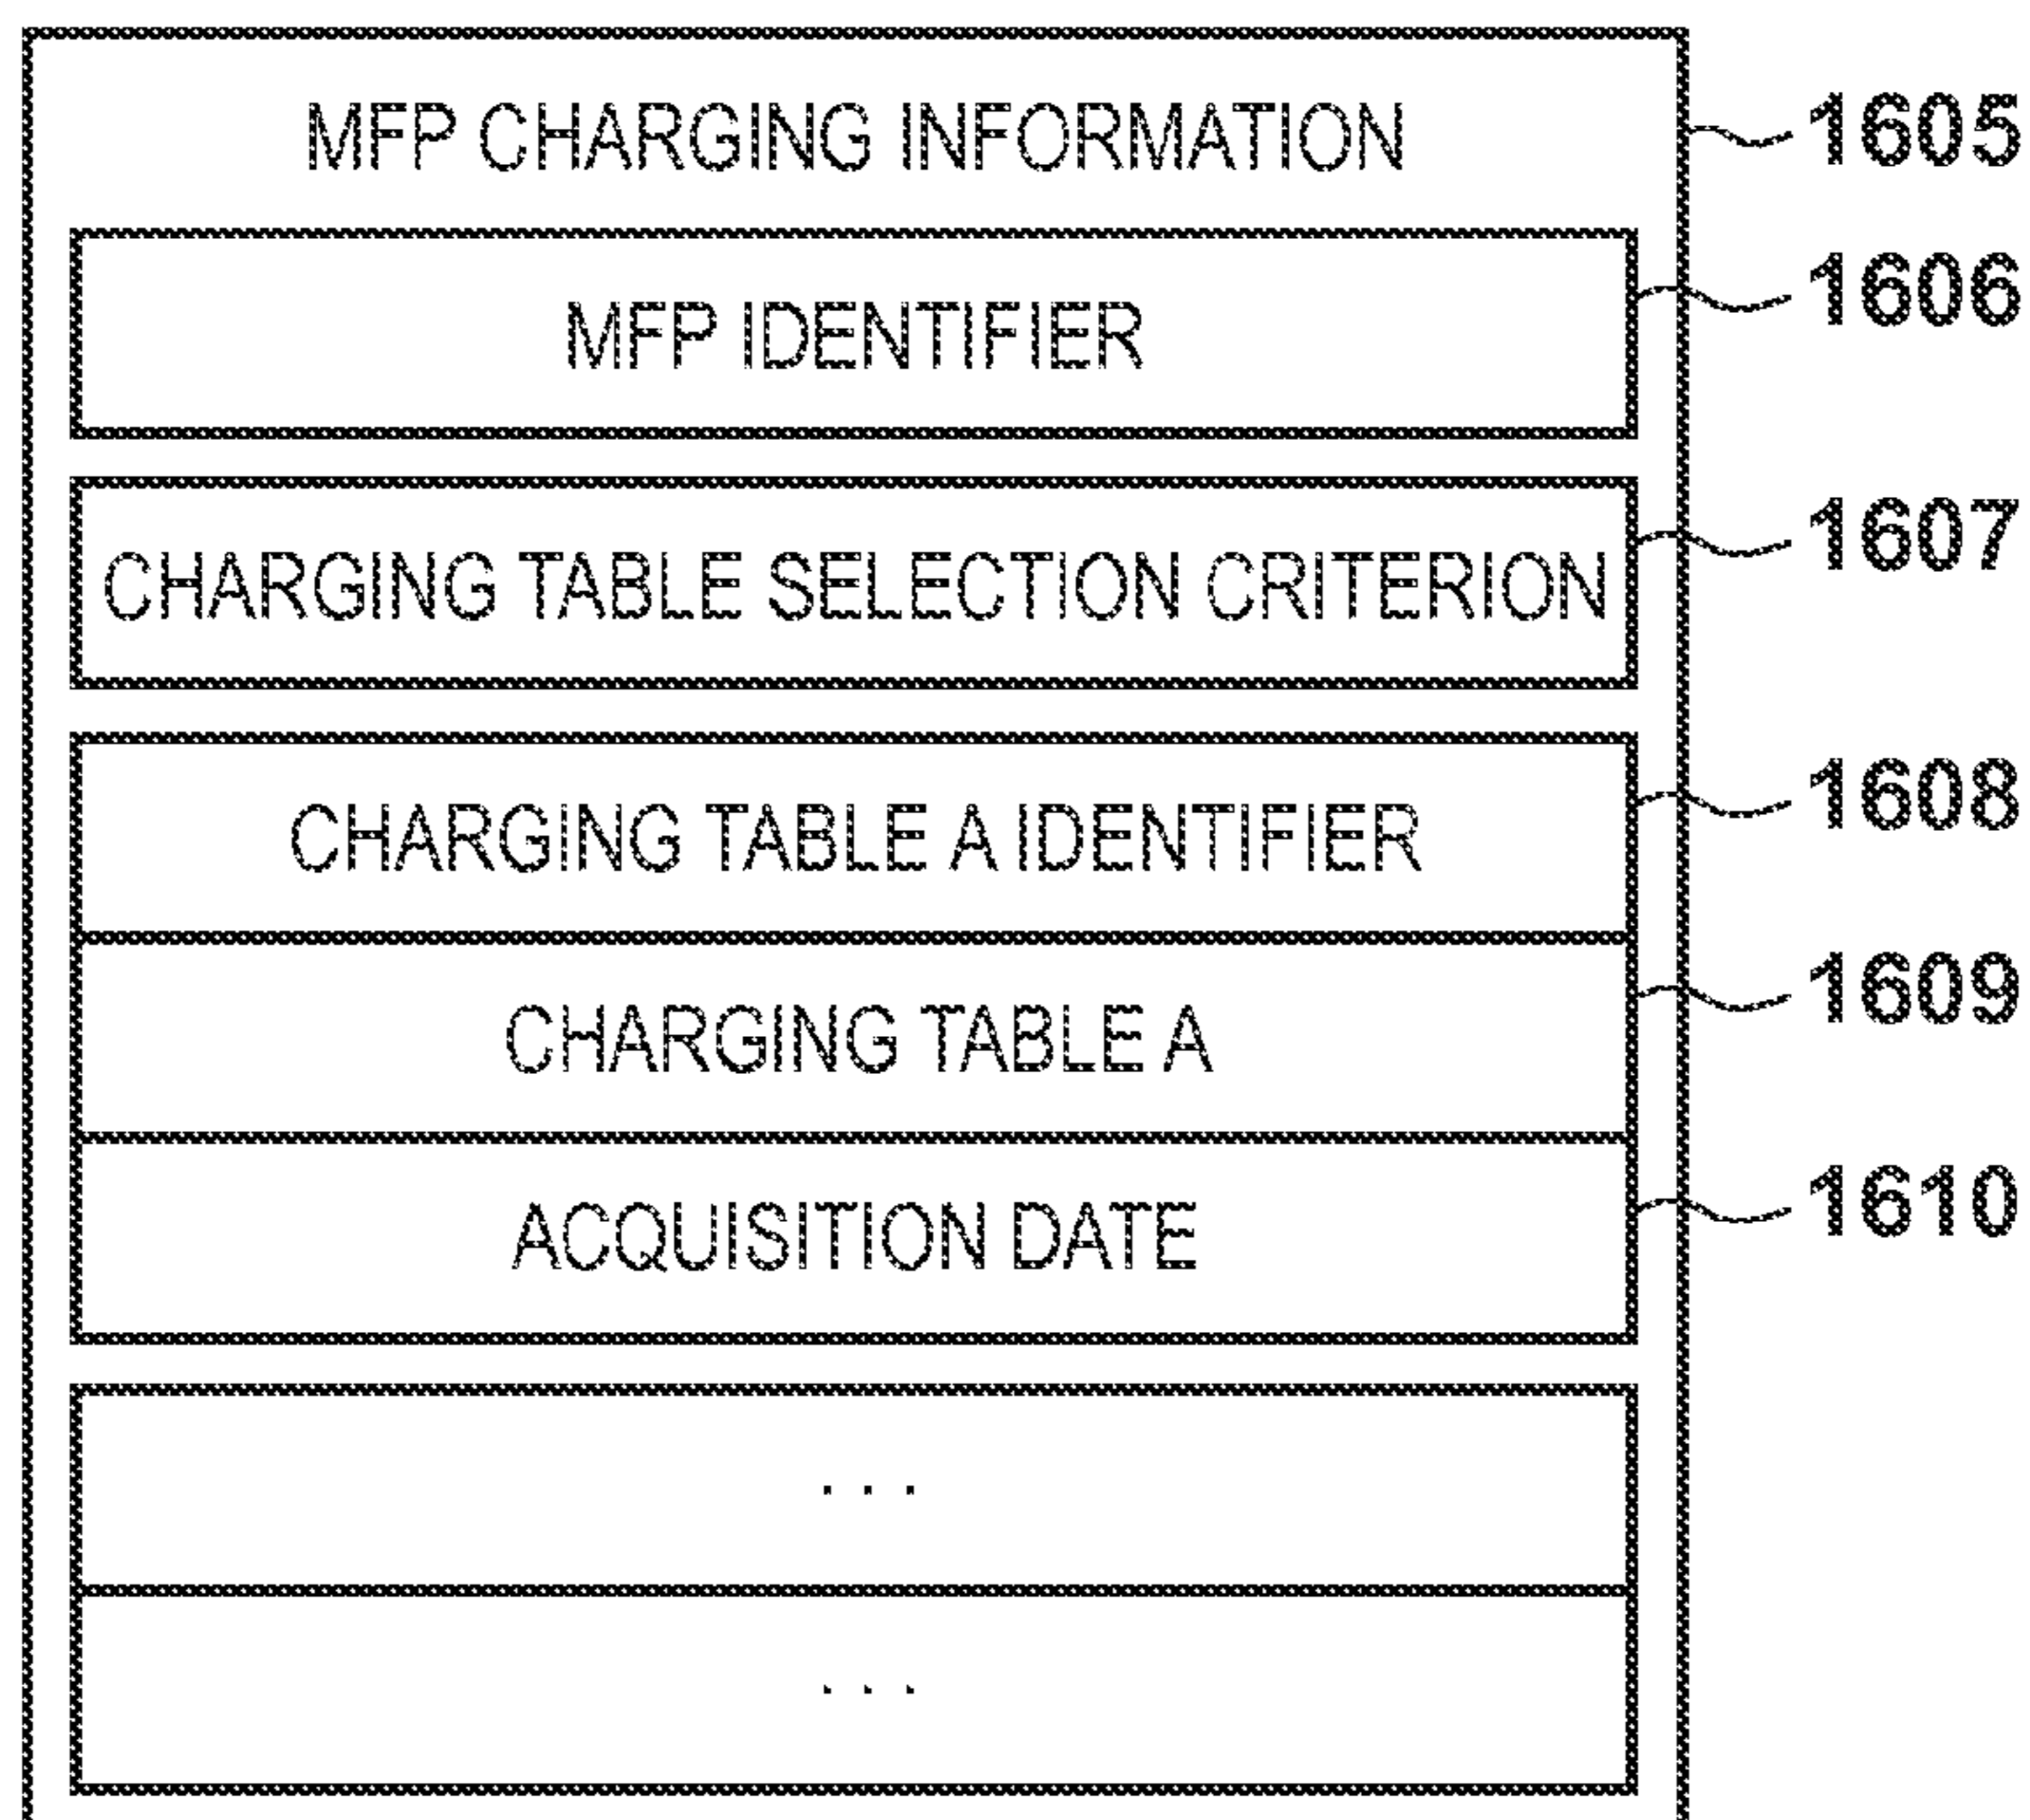 MFP CHARGING INFORMATION 1605
MFP IDENTIFIER 1606
CHARGING TABLE SELECTION CRITERION 1607
CHARGING TABLE A IDENTIFIER 1608
CHARGING TABLE A 1609
ACQUISITION DATE 1610
. . .
. . .